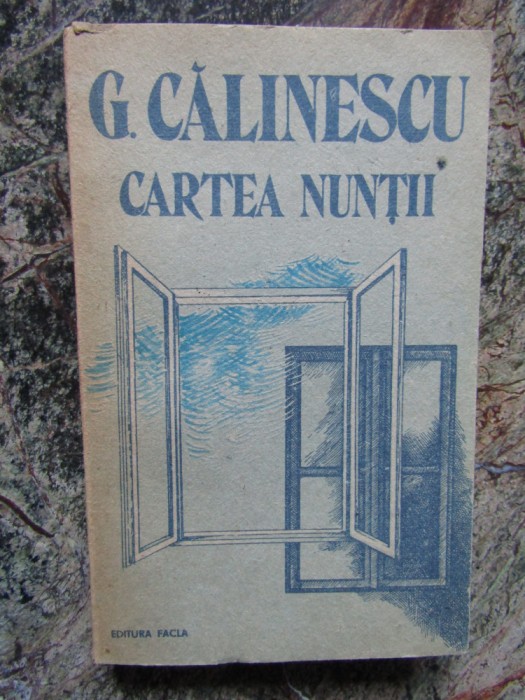 G. CĂLINESCU
CARTEA NUNȚII
EDITURA FACLA